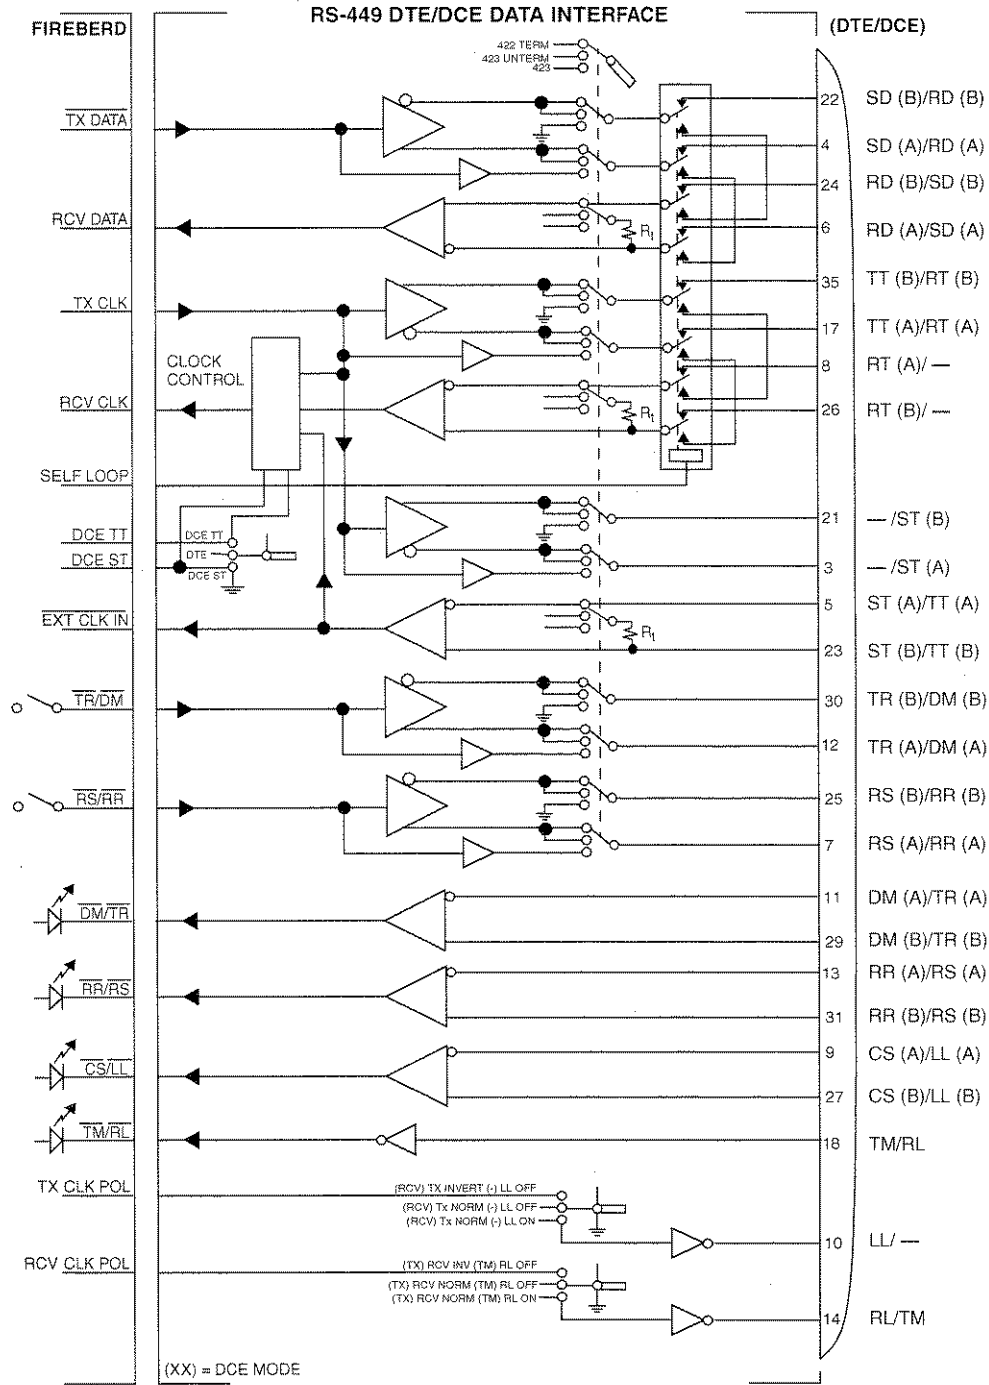 RS-449 DTE/DCE DATA INTERFACE
FIREBERD
(DTE/DCE)
422 TERM
423 UNTERM
423
22 SD (B)/RD (B)
TX DATA
4 SD (A)/RD (A)
24 RD (B)/SD (B)
RCV DATA
R1
6 RD (A)/SD (A)
35 TT (B)/RT (B)
TX CLK
17 TT (A)/RT (A)
CLOCK
CONTROL
8 RT (A)/ —
RCV CLK
R1
26 RT (B)/ —
SELF LOOP
21 — /ST (B)
DCE TT
DCE TT
DTE
DCE ST
DCE ST
3 — /ST (A)
5 ST (A)/TT (A)
EXT CLK IN
R1
23 ST (B)/TT (B)
TR/DM
30 TR (B)/DM (B)
12 TR (A)/DM (A)
RS/RR
25 RS (B)/RR (B)
7 RS (A)/RR (A)
11 DM (A)/TR (A)
DM/TR
29 DM (B)/TR (B)
13 RR (A)/RS (A)
RR/RS
31 RR (B)/RS (B)
9 CS (A)/LL (A)
CS/LL
27 CS (B)/LL (B)
TM/RL
18 TM/RL
TX CLK POL
(RCV) TX INVERT (-) LL OFF
(RCV) Tx NORM (-) LL OFF
(RCV) Tx NORM (-) LL ON
10 LL/ —
RCV CLK POL
(TX) RCV INV (TM) RL OFF
(TX) RCV NORM (TM) RL OFF
(TX) RCV NORM (TM) RL ON
14 RL/TM
(XX) = DCE MODE